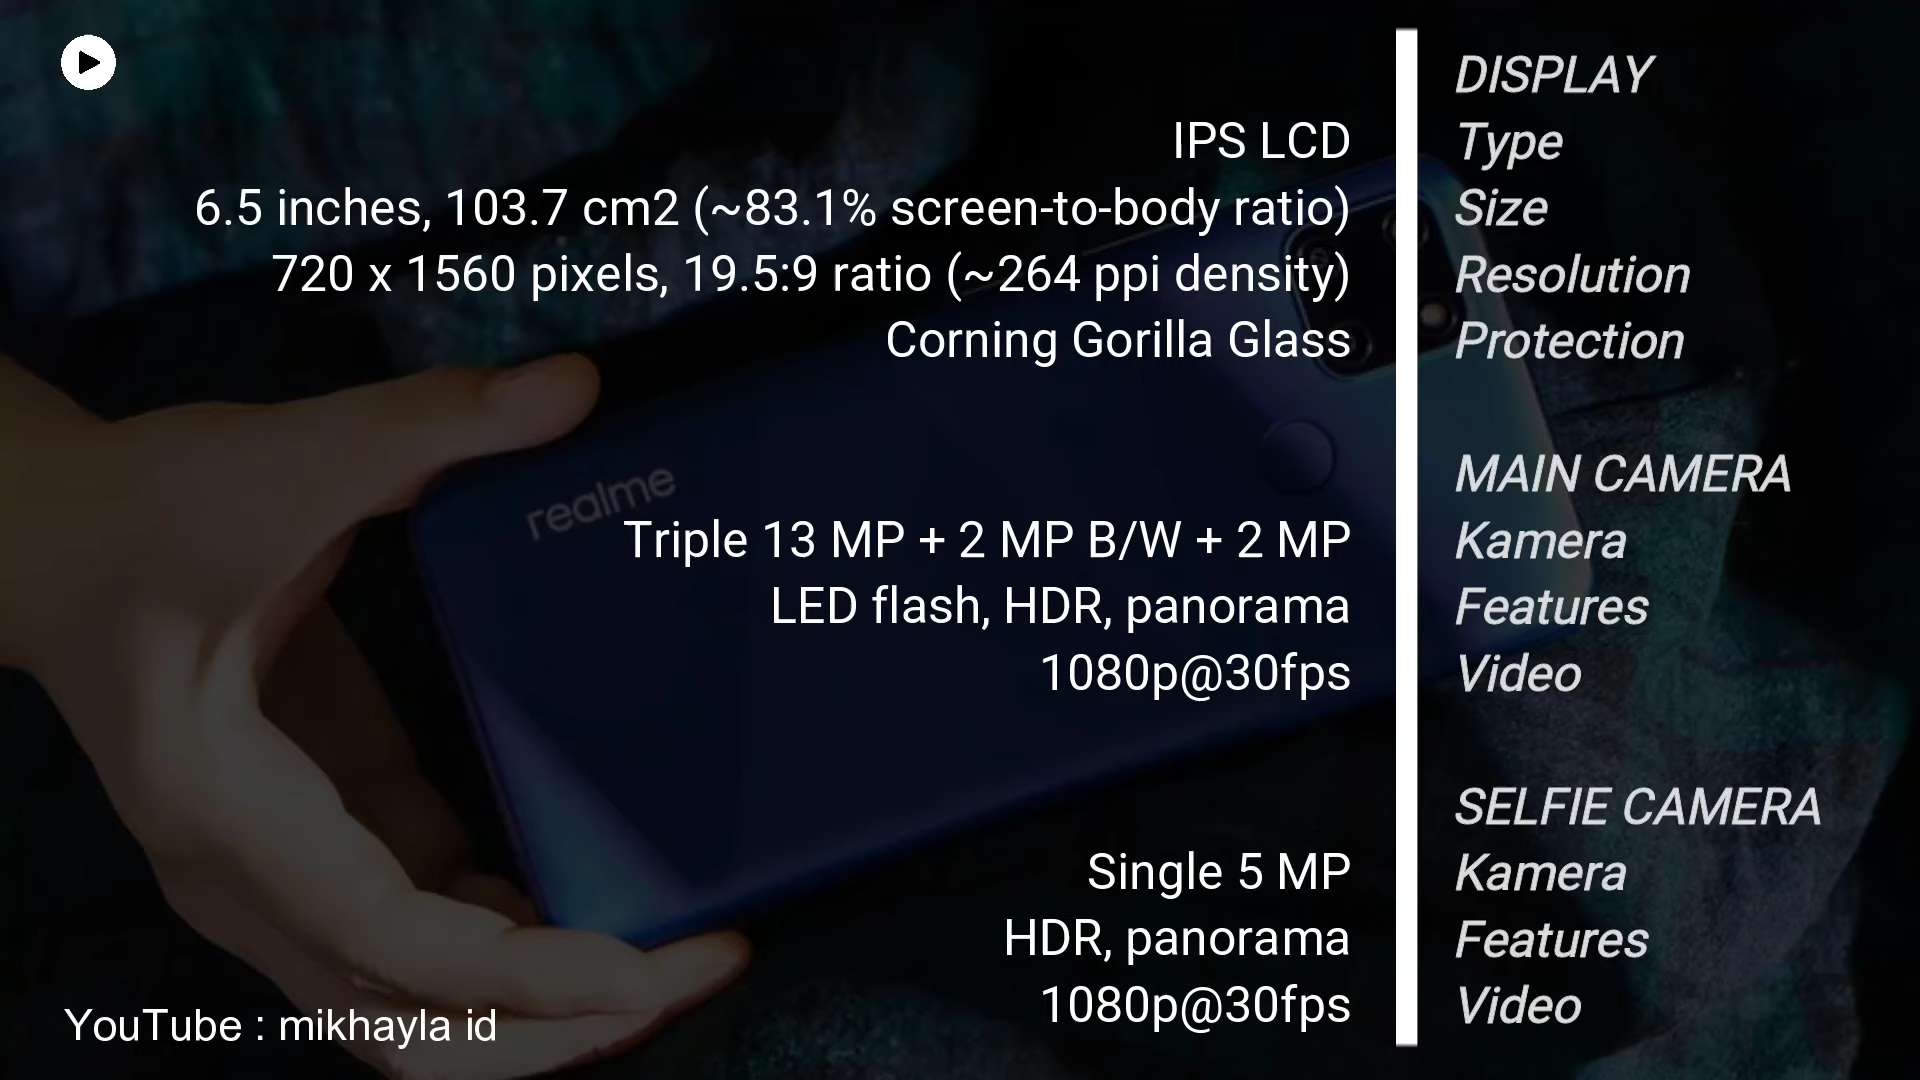 DISPLAY
IPS LCD Type
6.5 inches, 103.7 cm2 (~83.1% screen-to-body ratio) Size
720 x 1560 pixels, 19.5:9 ratio (~264 ppi density) Resolution
Corning Gorilla Glass Protection
MAIN CAMERA
realme
Triple 13 MP + 2 MP B/W + 2 MP Kamera
LED flash, HDR, panorama Features
1080p@30fps Video
SELFIE CAMERA
Single 5 MP Kamera
HDR, panorama Features
1080p@30fps Video
YouTube : mikhayla id